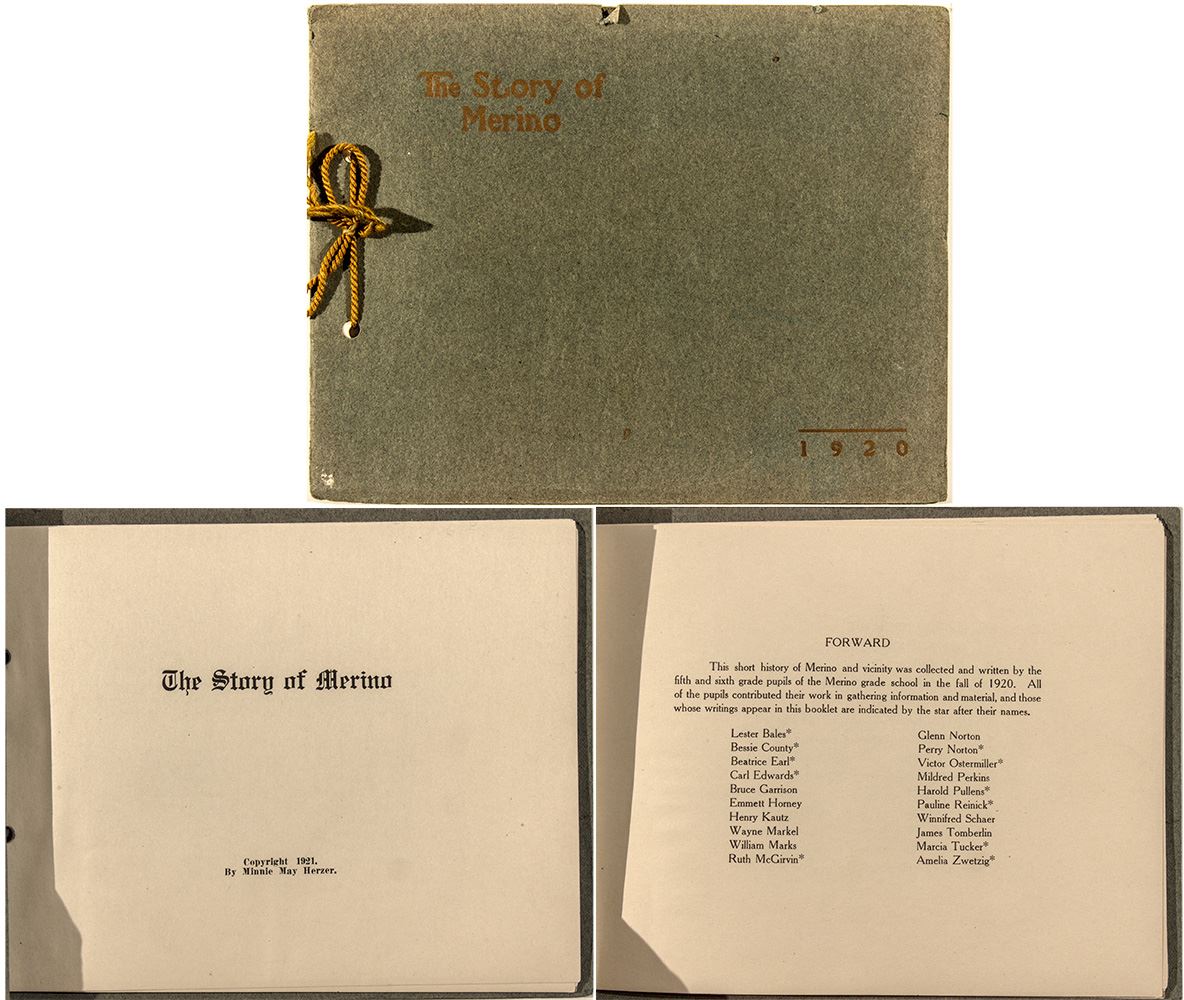 The Story of
Merino
1920
The Story of Merino
Copyright 1921.
By Minnie May Herzer.
FORWARD
This short history of Merino and vicinity was collected and written by the
fifth and sixth grade pupils of the Merino grade school in the fall of 1920. All
of the pupils contributed their work in gathering information and material, and those
whose writings appear in this booklet are indicated by the star after their names.
Lester Bales*
Bessie County*
Beatrice Earl*
Carl Edwards*
Bruce Garrison
Emmett Horney
Henry Kautz
Wayne Markel
William Marks
Ruth McGirvin*
Glenn Norton
Perry Norton*
Victor Ostermiller*
Mildred Perkins
Harold Pullens*
Pauline Reinick*
Winnifred Schaer
James Tomberlin
Marcia Tucker*
Amelia Zwetzig*